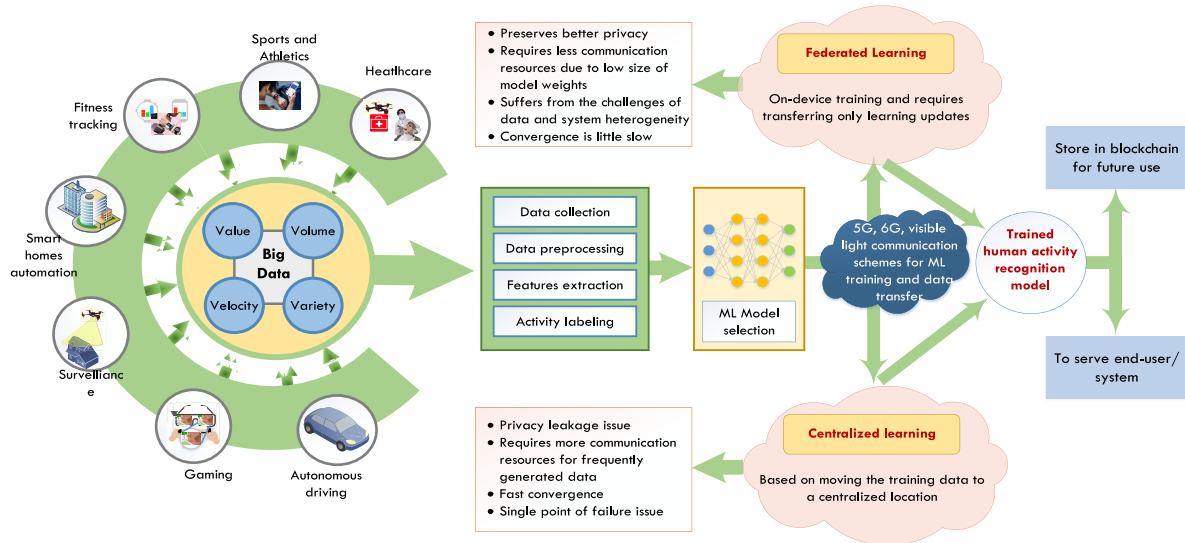 Sports and
Athletics
Heatlhcare
Fitness
tracking
Smart
homes
automation
Survellianc
e
Gaming
Autonomous
driving
Value
Volume
Big
Data
Velocity
Variety
Data collection
Data preprocessing
Features extraction
Activity labeling
ML Model
selection
• Preserves better privacy
• Requires less communication
resources due to low size of
model weights
• Suffers from the challenges of
data and system heterogeneity
• Convergence is little slow
Federated Learning
On-device training and requires
transferring only learning updates
5G, 6G, visible
light communication
schemes for ML
training and data
transfer
Trained
human activity
recognition
model
Store in blockchain
for future use
To serve end-user/
system
• Privacy leakage issue
• Requires more communication
resources for frequently
generated data
• Fast convergence
• Single point of failure issue
Centralized learning
Based on moving the training data to
a centralized location